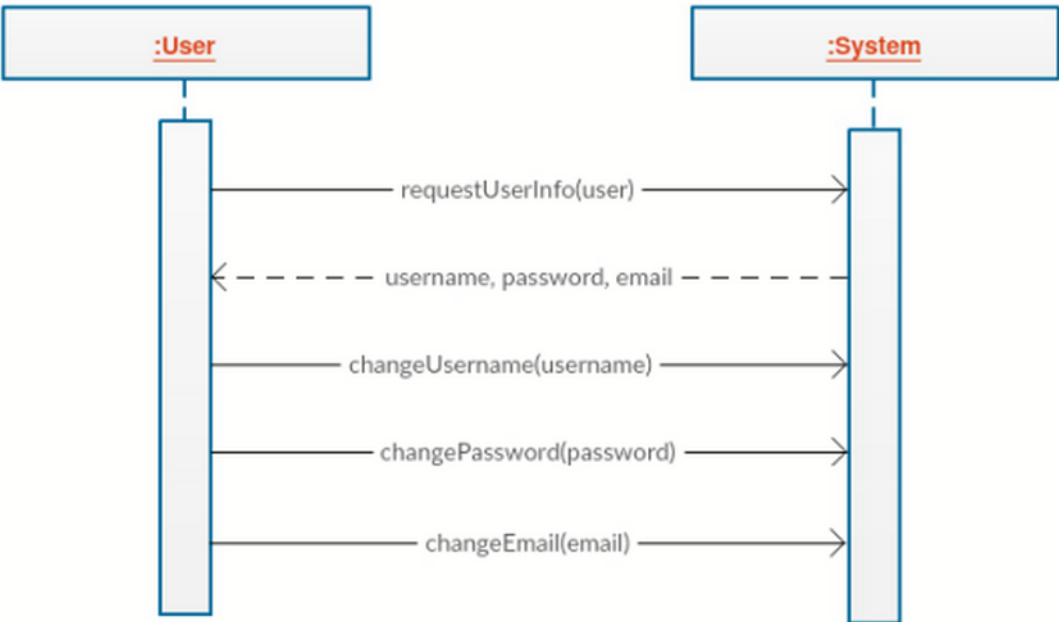 :User
:System
requestUserInfo(user)
username, password, email
changeUsername(username)
changePassword(password)
changeEmail(email)